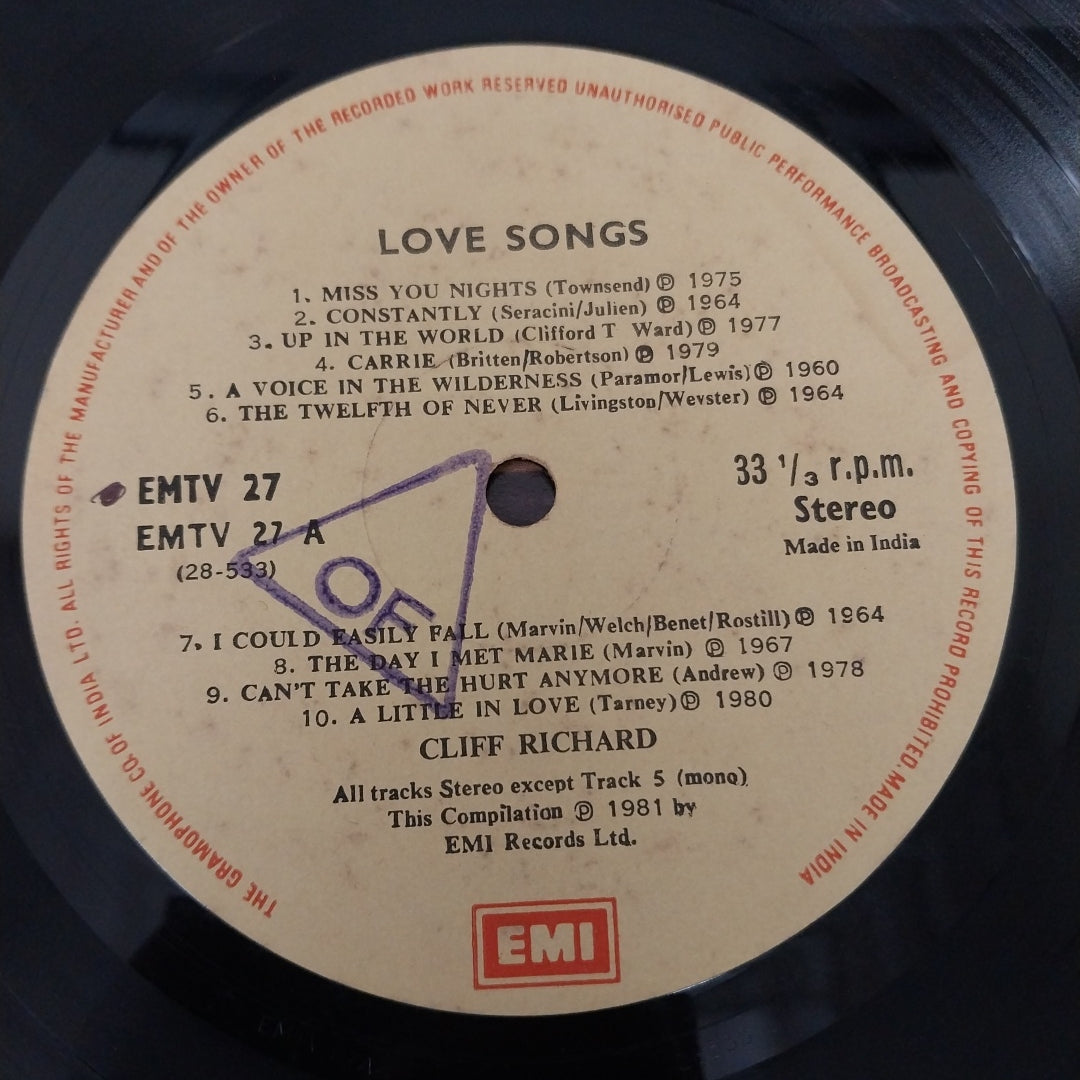 THE GRAMOPHONE CO. OF INDIA LTD. ALL RIGHTS OF THE MANUFACTURER AND OF THE OWNER OF THE RECORDED WORK RESERVED UNAUTHORISED PUBLIC PERFORMANCE BROADCASTING AND COPYING OF THIS RECORD PROHIBITED. MADE IN INDIA
LOVE SONGS
1. MISS YOU NIGHTS (Townsend) ℗ 1975
2. CONSTANTLY (Seracini/Julien) ℗ 1964
3. UP IN THE WORLD (Clifford T Ward) ℗ 1977
4. CARRIE (Britten/Robertson) ℗ 1979
5. A VOICE IN THE WILDERNESS (Paramor/Lewis) ℗ 1960
6. THE TWELFTH OF NEVER (Livingston/Wevster) ℗ 1964
EMTV 27
EMTV 27 A
(28-533)
33 1/3 r.p.m.
Stereo
Made in India
OF
7. I COULD EASILY FALL (Marvin/Welch/Benet/Rostill) ℗ 1964
8. THE DAY I MET MARIE (Marvin) ℗ 1967
9. CAN'T TAKE THE HURT ANYMORE (Andrew) ℗ 1978
10. A LITTLE IN LOVE (Tarney) ℗ 1980
CLIFF RICHARD
All tracks Stereo except Track 5 (mono)
This Compilation ℗ 1981 by
EMI Records Ltd.
EMI